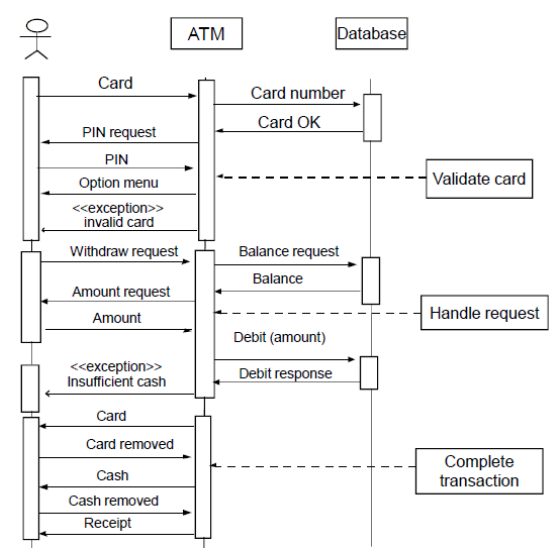 ATM
Database
Card
Card number
Card OK
PIN request
PIN
Option menu
Validate card
<<exception>>
invalid card
Withdraw request
Balance request
Balance
Amount request
Amount
Handle request
Debit (amount)
<<exception>>
Insufficient cash
Debit response
Card
Card removed
Complete
transaction
Cash
Cash removed
Receipt